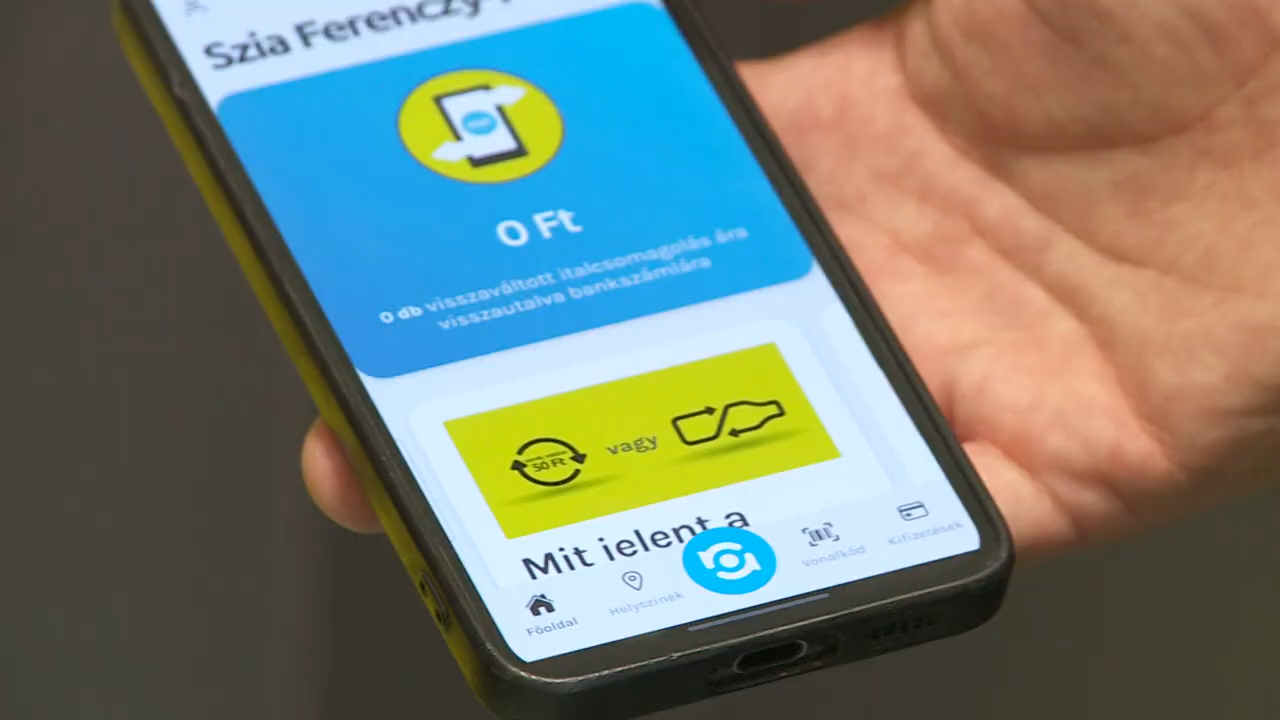 Szia Ferenczy
0 Ft
0 db visszaváltott italcsomagolás ára
visszautalva bankszámlára
50 Ft
vagy
Mit jelent a
Főoldal
Helyszínek
Vonalkód
Kifizetések